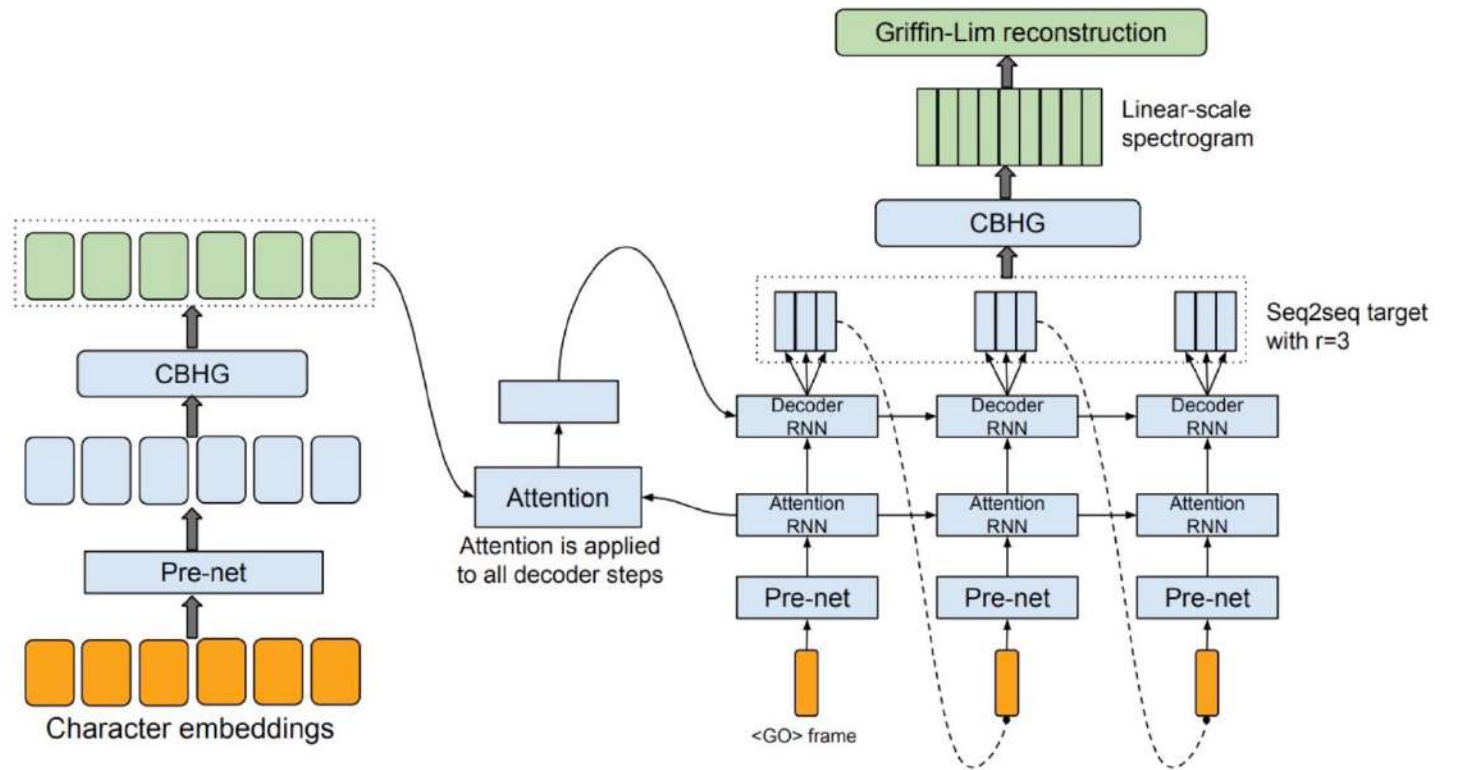 Griffin-Lim reconstruction
Linear-scale
spectrogram
CBHG
Seq2seq target
with r=3
CBHG
Pre-net
Character embeddings
Attention
Attention is applied
to all decoder steps
Decoder
RNN
Decoder
RNN
Decoder
RNN
Attention
RNN
Attention
RNN
Attention
RNN
Pre-net
Pre-net
Pre-net
<GO> frame